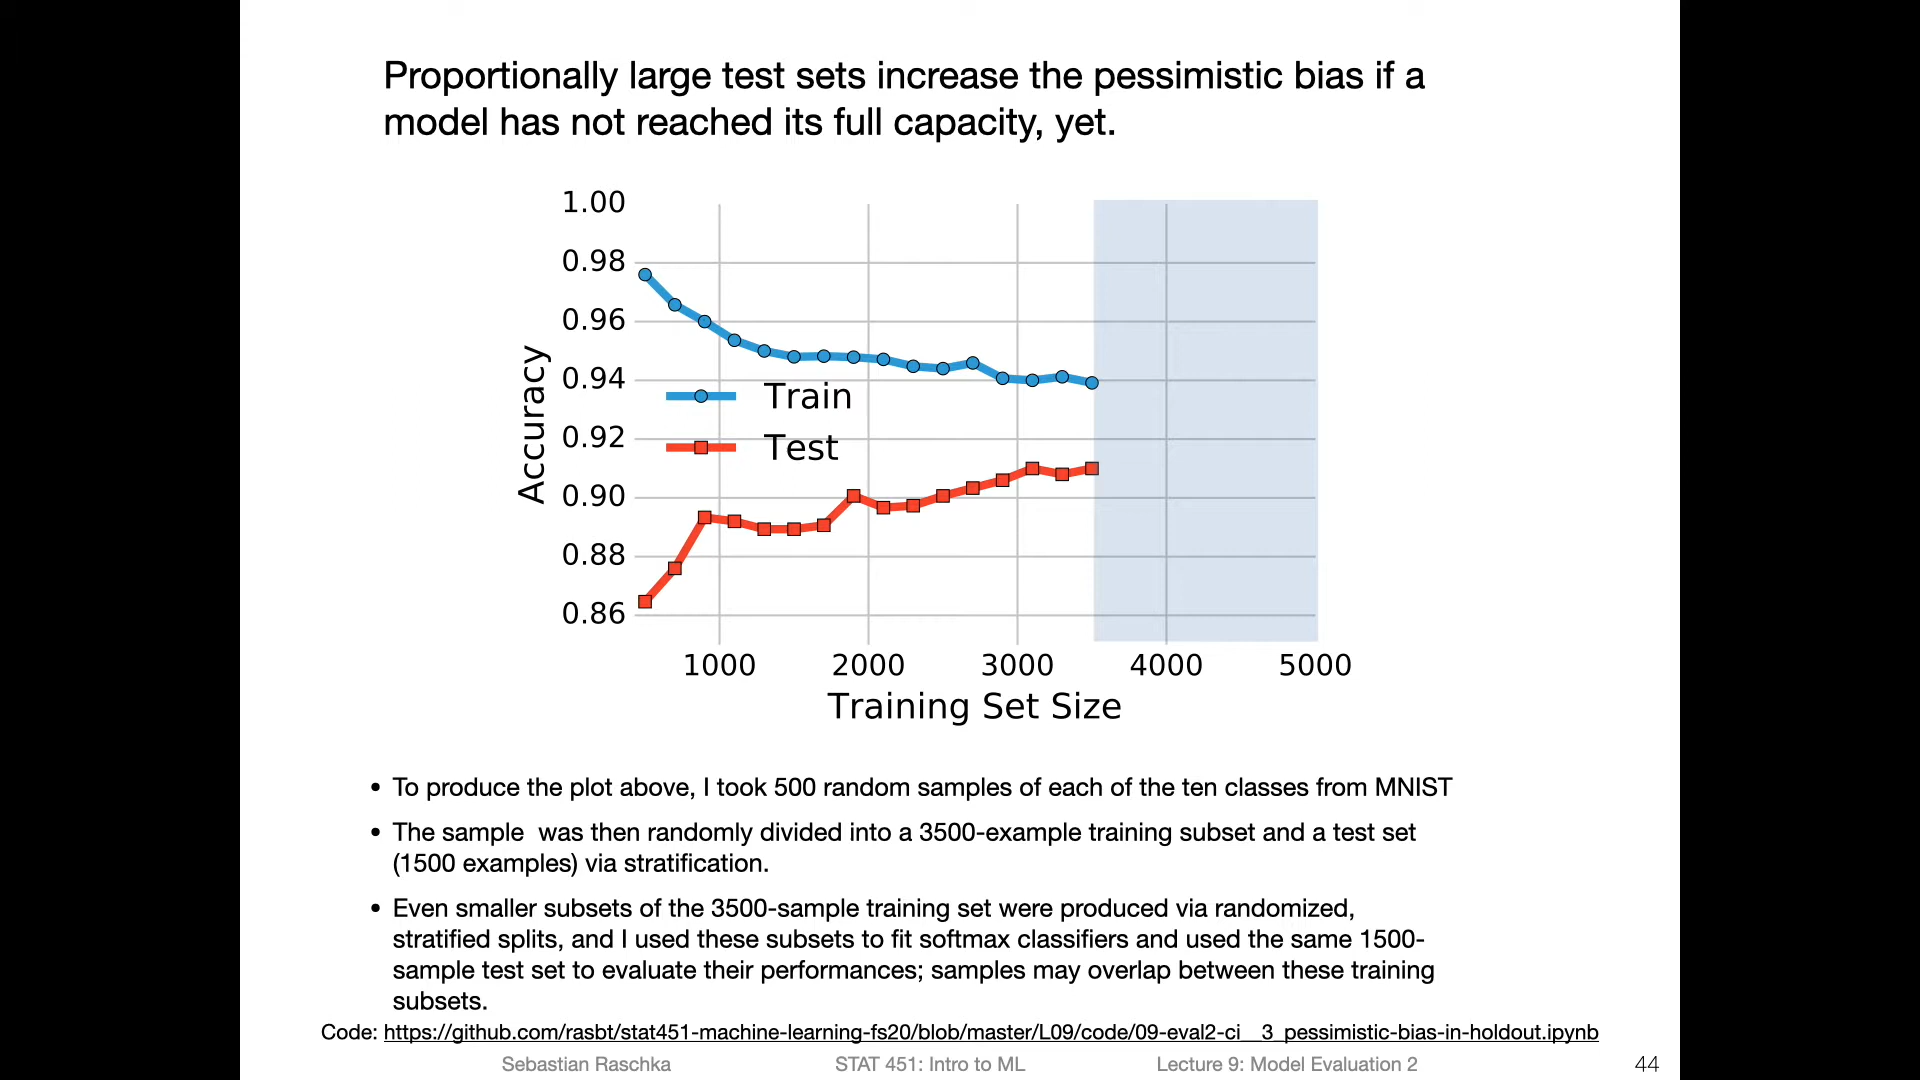 Proportionally large test sets increase the pessimistic bias if a
model has not reached its full capacity, yet.
1.00
0.98
0.96
0.94
0.92
0.90
0.88
0.86
Accuracy
Train
Test
1000 2000 3000 4000 5000
Training Set Size
• To produce the plot above, I took 500 random samples of each of the ten classes from MNIST
• The sample was then randomly divided into a 3500-example training subset and a test set
(1500 examples) via stratification.
• Even smaller subsets of the 3500-sample training set were produced via randomized,
stratified splits, and I used these subsets to fit softmax classifiers and used the same 1500-
sample test set to evaluate their performances; samples may overlap between these training
subsets.
Code: https://github.com/rasbt/stat451-machine-learning-fs20/blob/master/L09/code/09-eval2-ci__3_pessimistic-bias-in-holdout.ipynb
Sebastian Raschka STAT 451: Intro to ML Lecture 9: Model Evaluation 2 44